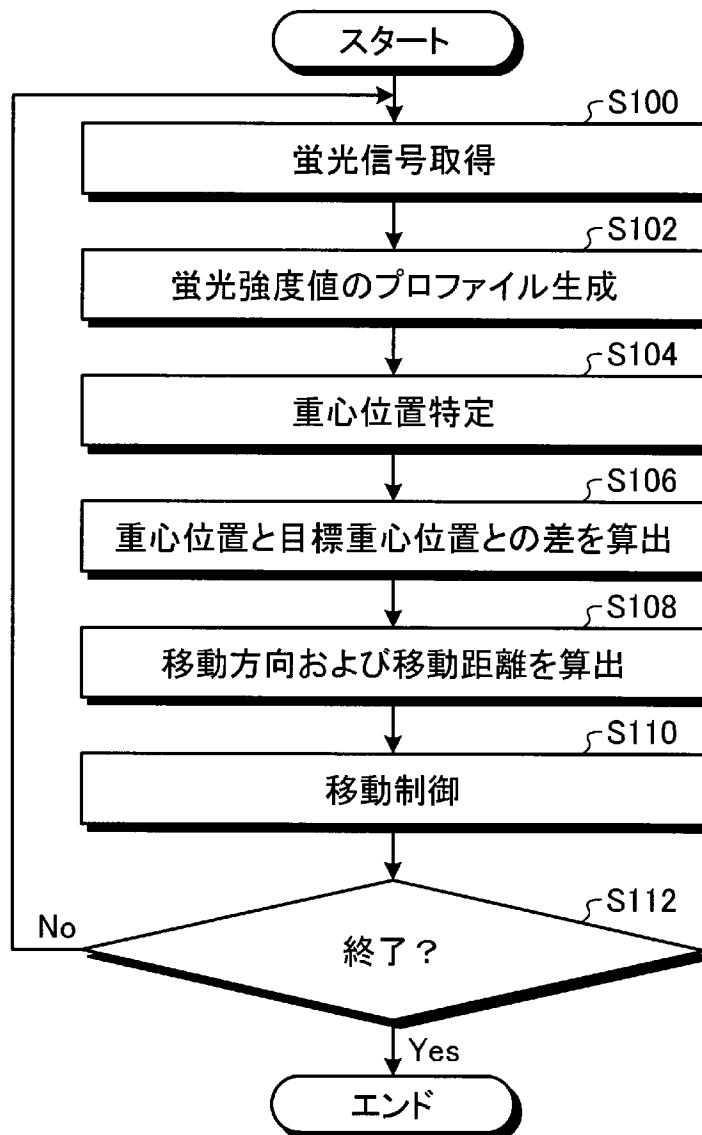 スタート
S100
蛍光信号取得
S102
蛍光強度値のプロファイル生成
S104
重心位置特定
S106
重心位置と目標重心位置との差を算出
S108
移動方向および移動距離を算出
S110
移動制御
S112
No
終了?
Yes
エンド